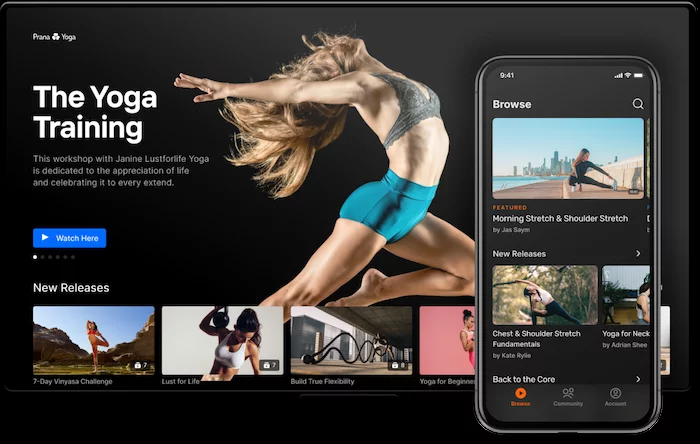 Prana Yoga
The Yoga
Training
This workshop with Janine Lustforlife Yoga
is dedicated to the appreciation of life
and celebrating it to every extend.
Watch Here
New Releases
7
8
7-Day Vinyasa Challenge
Lust for Life
Build True Flexibility
Yoga for Beginne
9:41
Browse
FEATURED
Morning Stretch & Shoulder Stretch
by Jas Saym
New Releases
Chest & Shoulder Stretch
Fundamentals
by Kate Rylie
Yoga for Neck
by Adrian Shee
Back to the Core
Browse
Community
Account